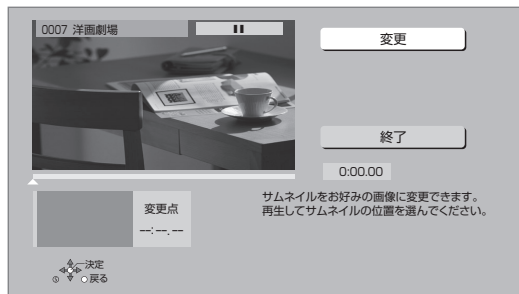 0007 洋画劇場
変更
終了
0:00.00
変更点
--:--.--
サムネイルをお好みの画像に変更できます。
再生してサムネイルの位置を選んでください。
決定
戻る